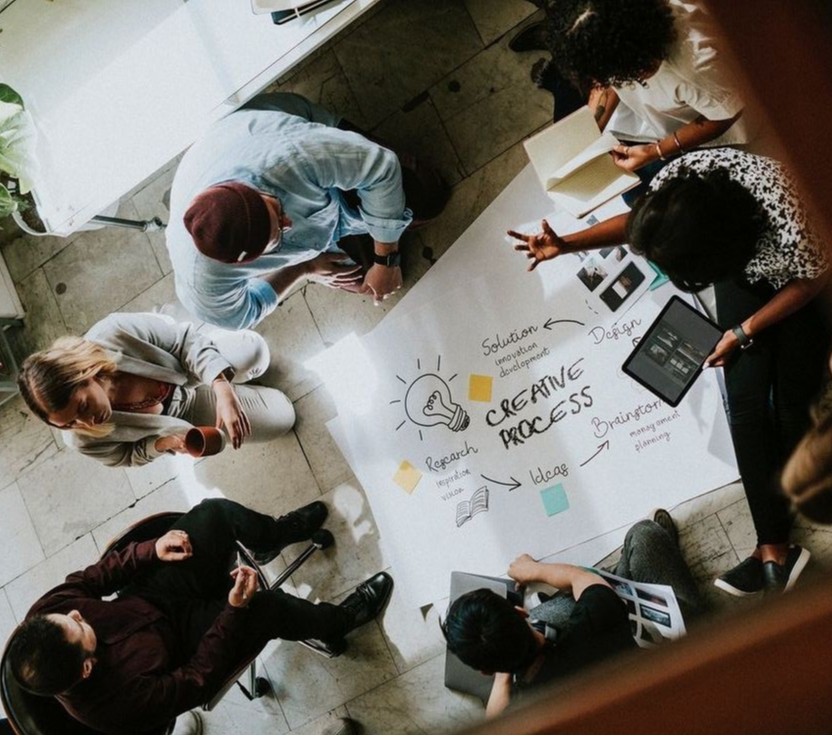 Solution
innovation
development
Design
CREATIVE
PROCESS
Brainstorm
management
planning
Research
inspiration
vision
Ideas